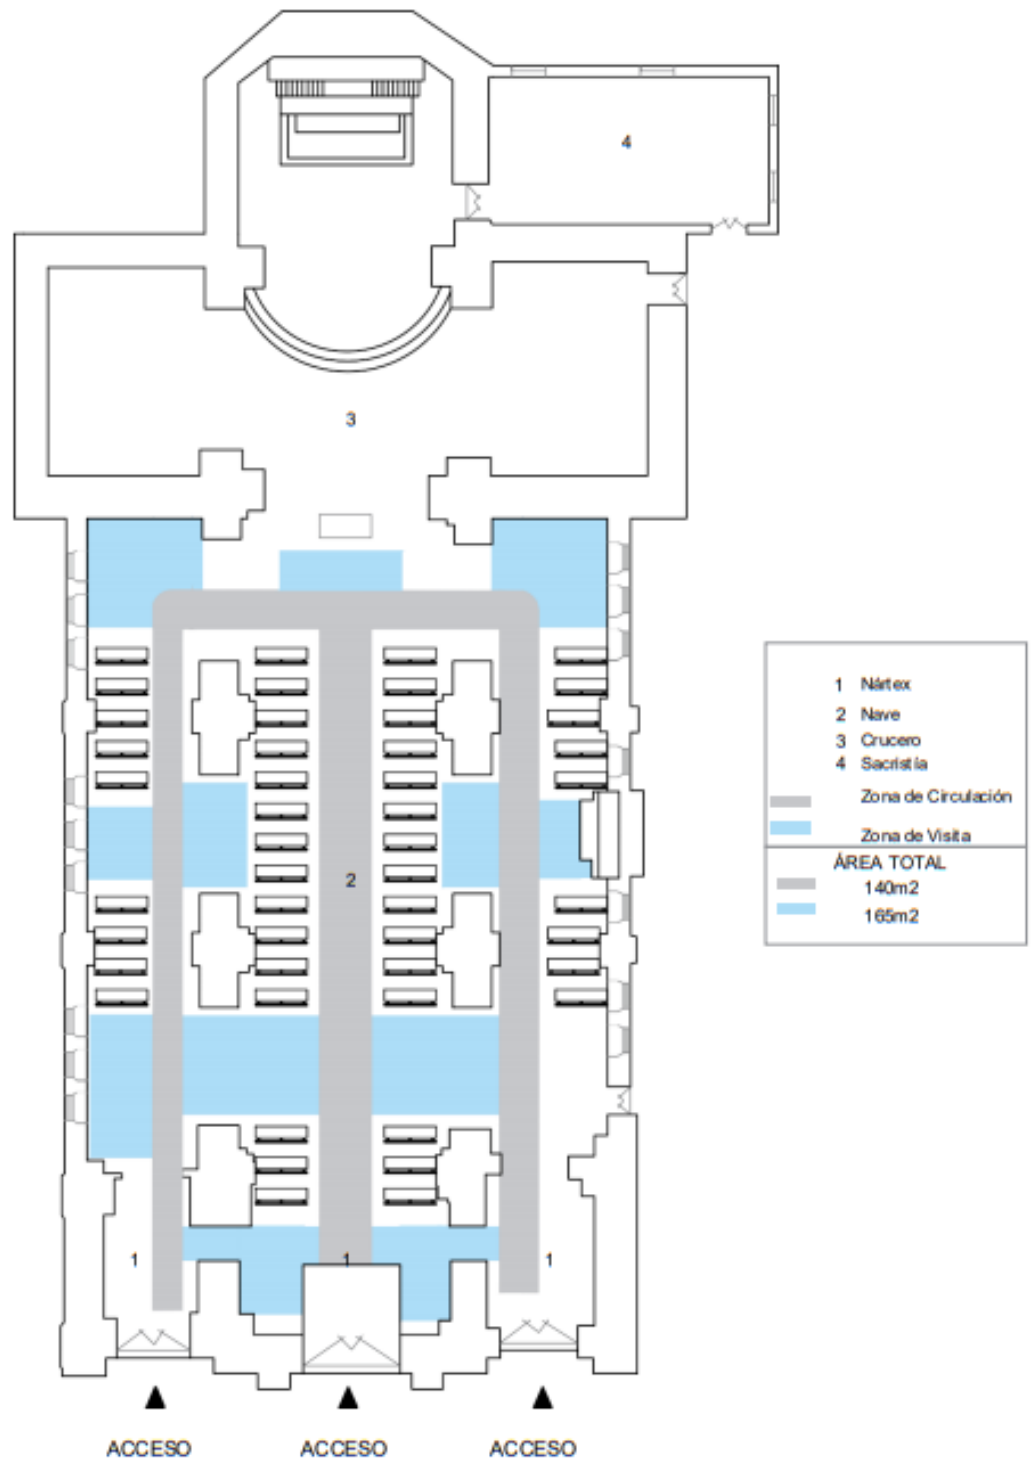 4
3
2
1
1
1
ACCESO
ACCESO
ACCESO
1 Nártex
2 Nave
3 Crucero
4 Sacristía
Zona de Circulación
Zona de Visita
ÁREA TOTAL
140m2
165m2